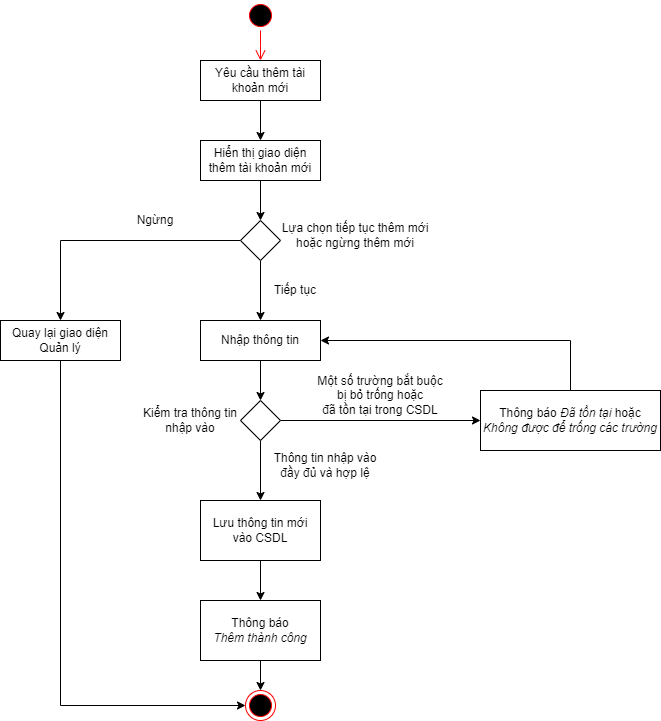 Yêu cầu thêm tài
khoản mới
Hiển thị giao diện
thêm tài khoản mới
Ngừng
Lựa chọn tiếp tục thêm mới
hoặc ngừng thêm mới
Tiếp tục
Quay lại giao diện
Quản lý
Nhập thông tin
Một số trường bắt buộc
bị bỏ trống hoặc
đã tồn tại trong CSDL
Kiểm tra thông tin
nhập vào
Thông báo Đã tồn tại hoặc
Không được để trống các trường
Thông tin nhập vào
đầy đủ và hợp lệ
Lưu thông tin mới
vào CSDL
Thông báo
Thêm thành công